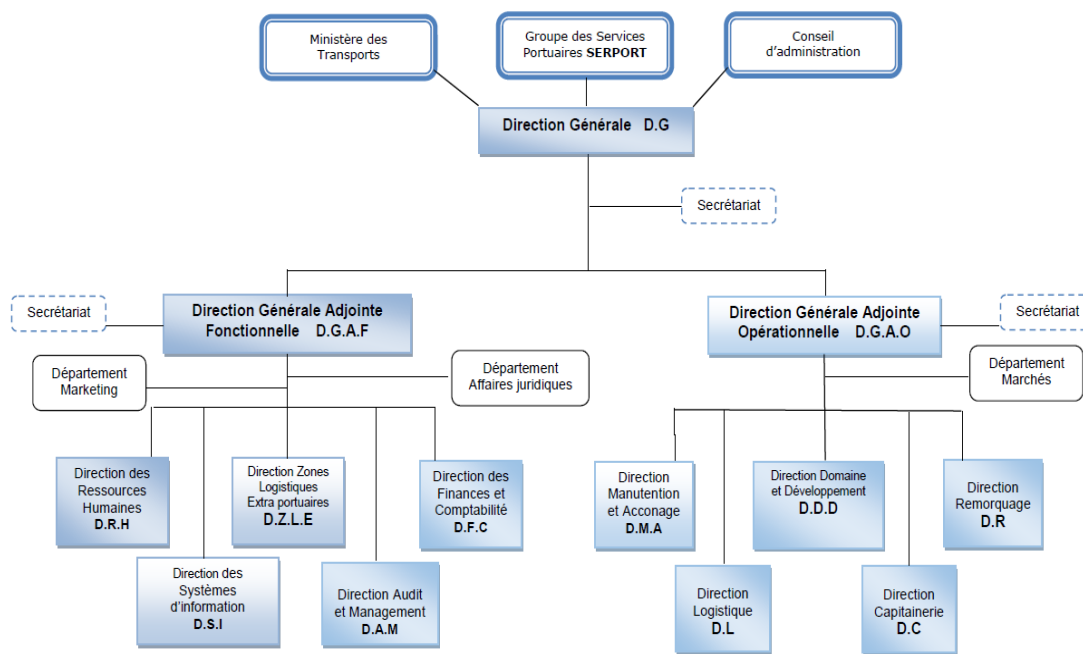 Ministère des
Transports
Groupe des Services
Portuaires SERPORT
Conseil
d'administration
Direction Générale D.G
Secrétariat
Secrétariat
Direction Générale Adjointe
Fonctionnelle D.G.A.F
Direction Générale Adjointe
Opérationnelle D.G.A.O
Secrétariat
Département
Marketing
Département
Affaires juridiques
Département
Marchés
Direction des
Ressources
Humaines
D.R.H
Direction Zones
Logistiques
Extra portuaires
D.Z.L.E
Direction des
Finances et
Comptabilité
D.F.C
Direction
Manutention
et Acconage
D.M.A
Direction Domaine
et Développement
D.D.D
Direction
Remorquage
D.R
Direction des
Systèmes
d'information
D.S.I
Direction Audit
et Management
D.A.M
Direction
Logistique
D.L
Direction
Capitainerie
D.C